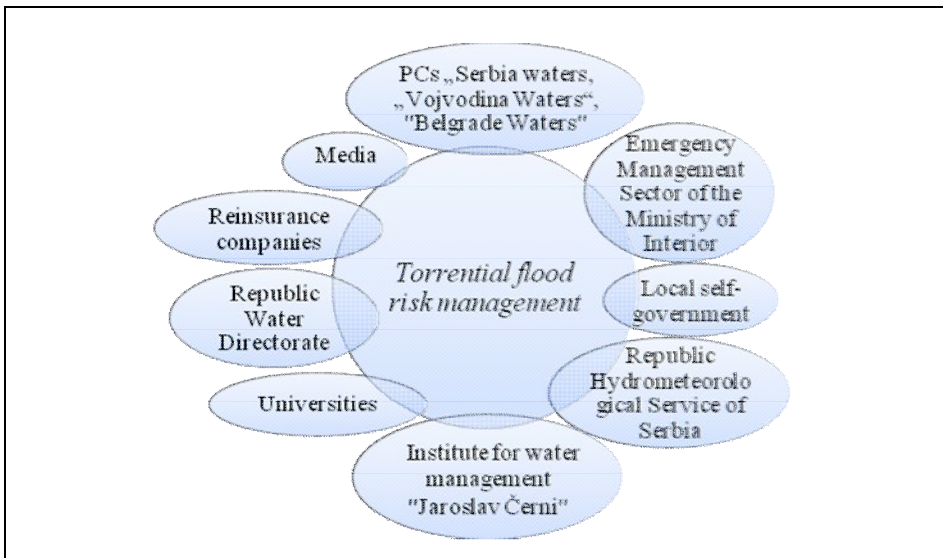 PCs „Serbia waters,
„Vojvodina Waters“,
"Belgrade Waters"
Emergency
Management
Sector of the
Ministry of
Interior
Local self-
government
Republic
Hydrometeorolo
gical Service of
Serbia
Institute for water
management
"Jaroslav Černi"
Universities
Republic
Water
Directorate
Reinsurance
companies
Media
Torrential flood
risk management